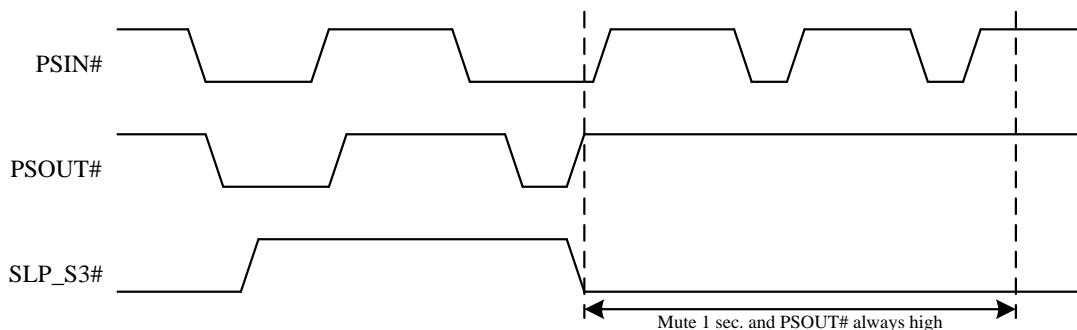 PSIN#
PSOUT#
SLP_S3#
Mute 1 sec. and PSOUT# always high